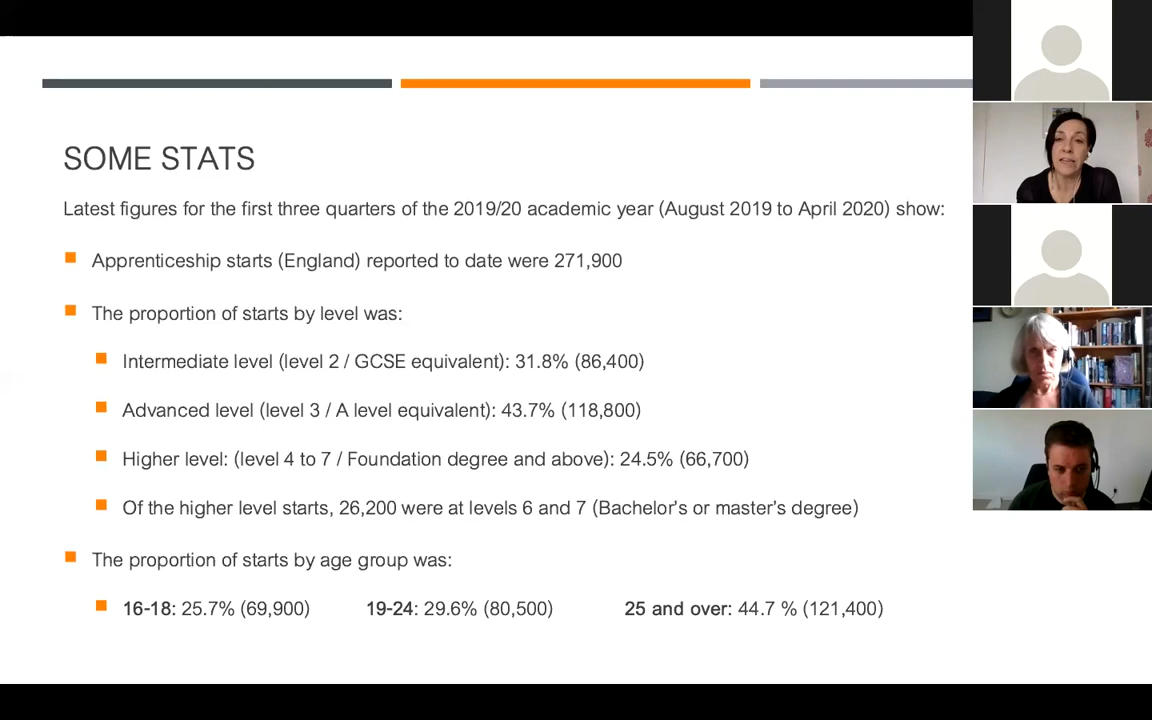 SOME STATS
Latest figures for the first three quarters of the 2019/20 academic year (August 2019 to April 2020) show:
Apprenticeship starts (England) reported to date were 271,900
The proportion of starts by level was:
Intermediate level (level 2 / GCSE equivalent): 31.8% (86,400)
Advanced level (level 3 / A level equivalent): 43.7% (118,800)
Higher level: (level 4 to 7 / Foundation degree and above): 24.5% (66,700)
Of the higher level starts, 26,200 were at levels 6 and 7 (Bachelor's or master's degree)
The proportion of starts by age group was:
16-18: 25.7% (69,900) 19-24: 29.6% (80,500) 25 and over: 44.7 % (121,400)